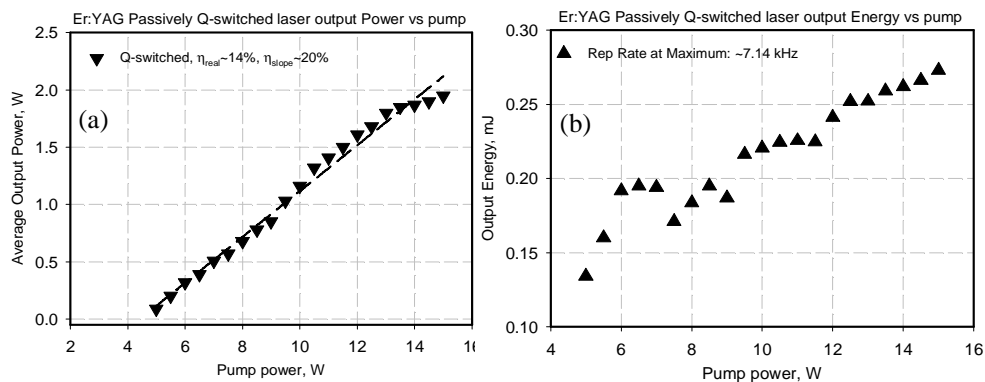 Er:YAG Passively Q-switched laser output Power vs pump
2.5
2.0
1.5
1.0
0.5
0.0
Average Output Power, W
Q-switched, ηreal~14%, ηslope~20%
(a)
2 4 6 8 10 12 14 16
Pump power, W
Er:YAG Passively Q-switched laser output Energy vs pump
0.30
0.25
0.20
0.15
0.10
Output Energy, mJ
Rep Rate at Maximum: ~7.14 kHz
(b)
4 6 8 10 12 14 16
Pump power, W